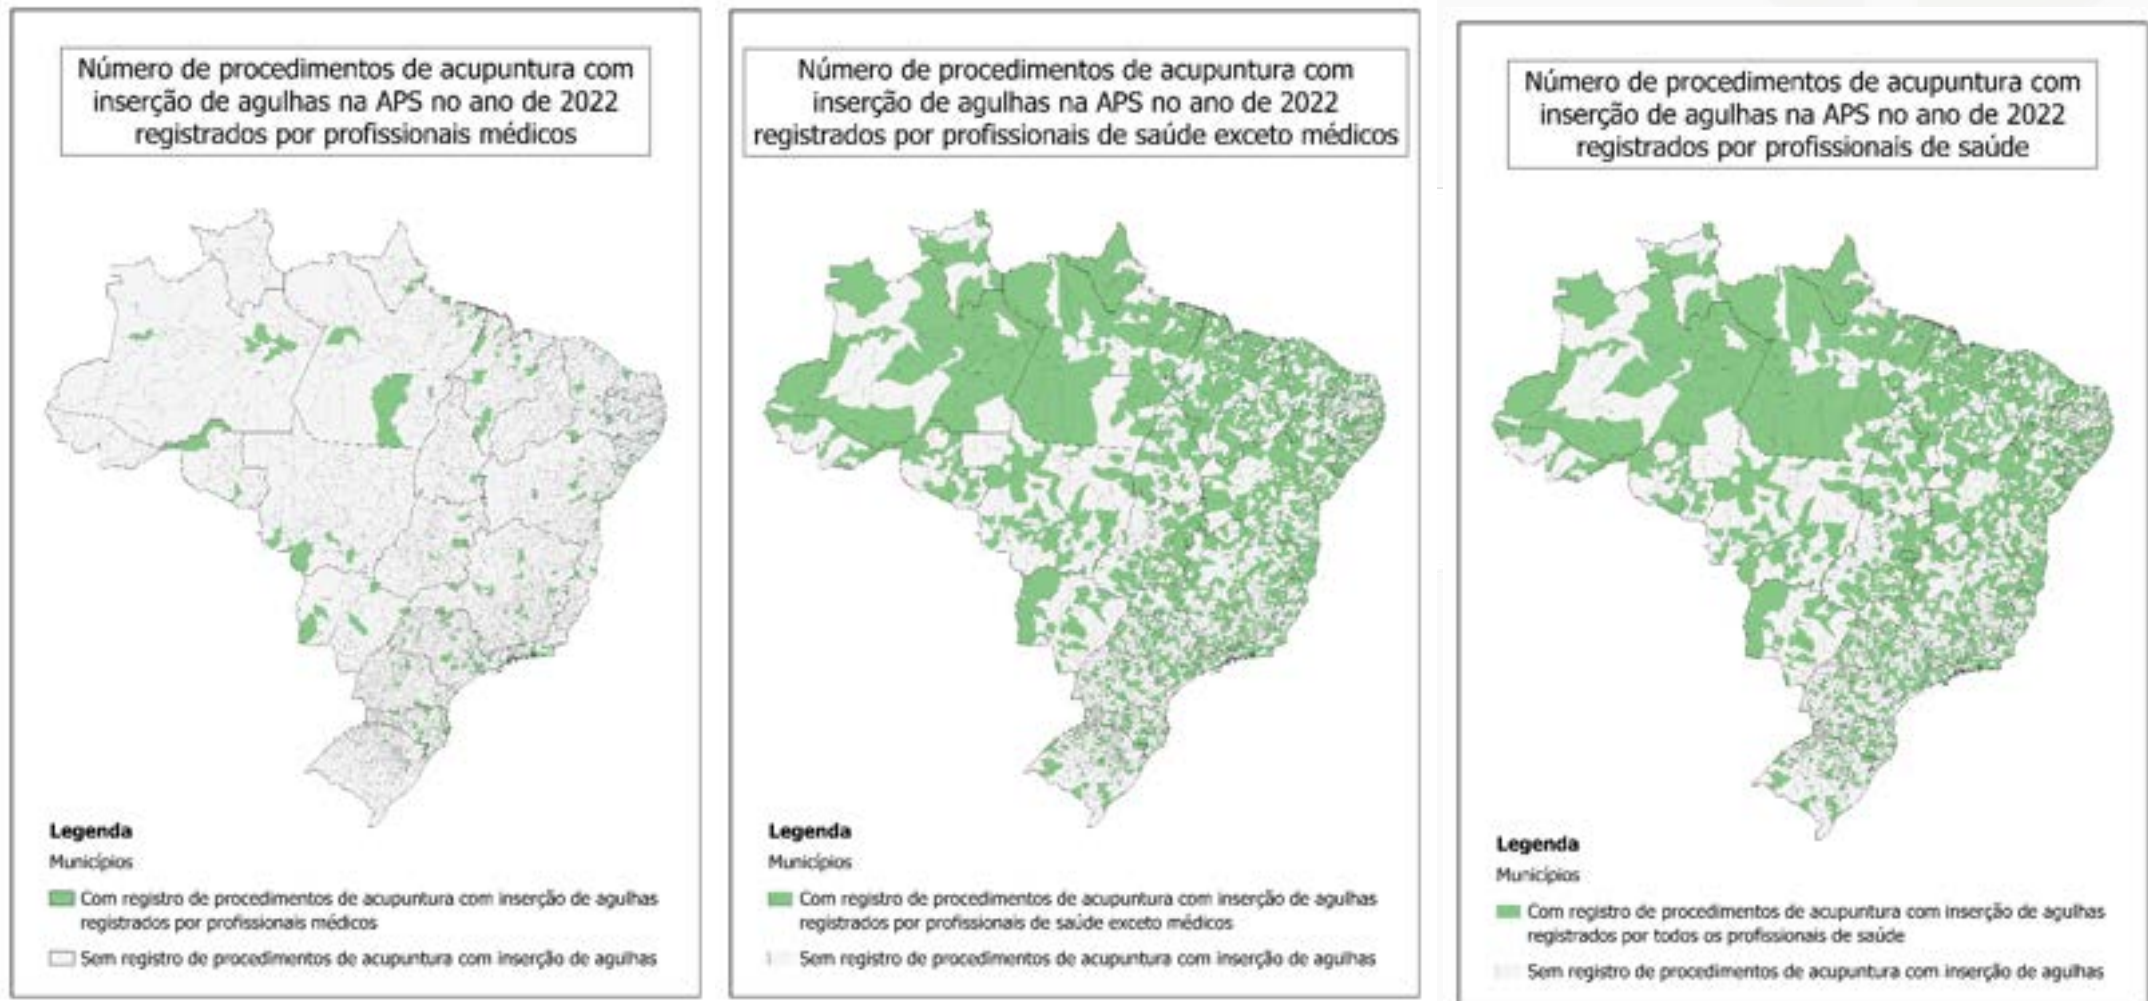 Número de procedimentos de acupuntura com
inserção de agulhas na APS no ano de 2022
registrados por profissionais médicos
Legenda
Municípios
Com registro de procedimentos de acupuntura com inserção de agulhas
registrados por profissionais médicos
Sem registro de procedimentos de acupuntura com inserção de agulhas
Número de procedimentos de acupuntura com
inserção de agulhas na APS no ano de 2022
registrados por profissionais de saúde exceto médicos
Legenda
Municípios
Com registro de procedimentos de acupuntura com inserção de agulhas
registrados por profissionais de saúde exceto médicos
Sem registro de procedimentos de acupuntura com inserção de agulhas
Número de procedimentos de acupuntura com
inserção de agulhas na APS no ano de 2022
registrados por profissionais de saúde
Legenda
Municípios
Com registro de procedimentos de acupuntura com inserção de agulhas
registrados por todos os profissionais de saúde
Sem registro de procedimentos de acupuntura com inserção de agulhas